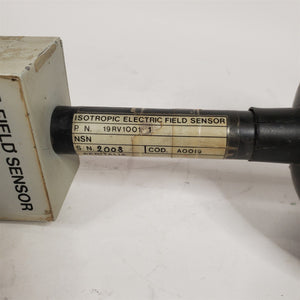 ISOTROPIC ELECTRIC FIELD SENSOR
P. N. 19RV1001 1
NSN
S. N. 2008 COD. A0019
FIELD SENSOR